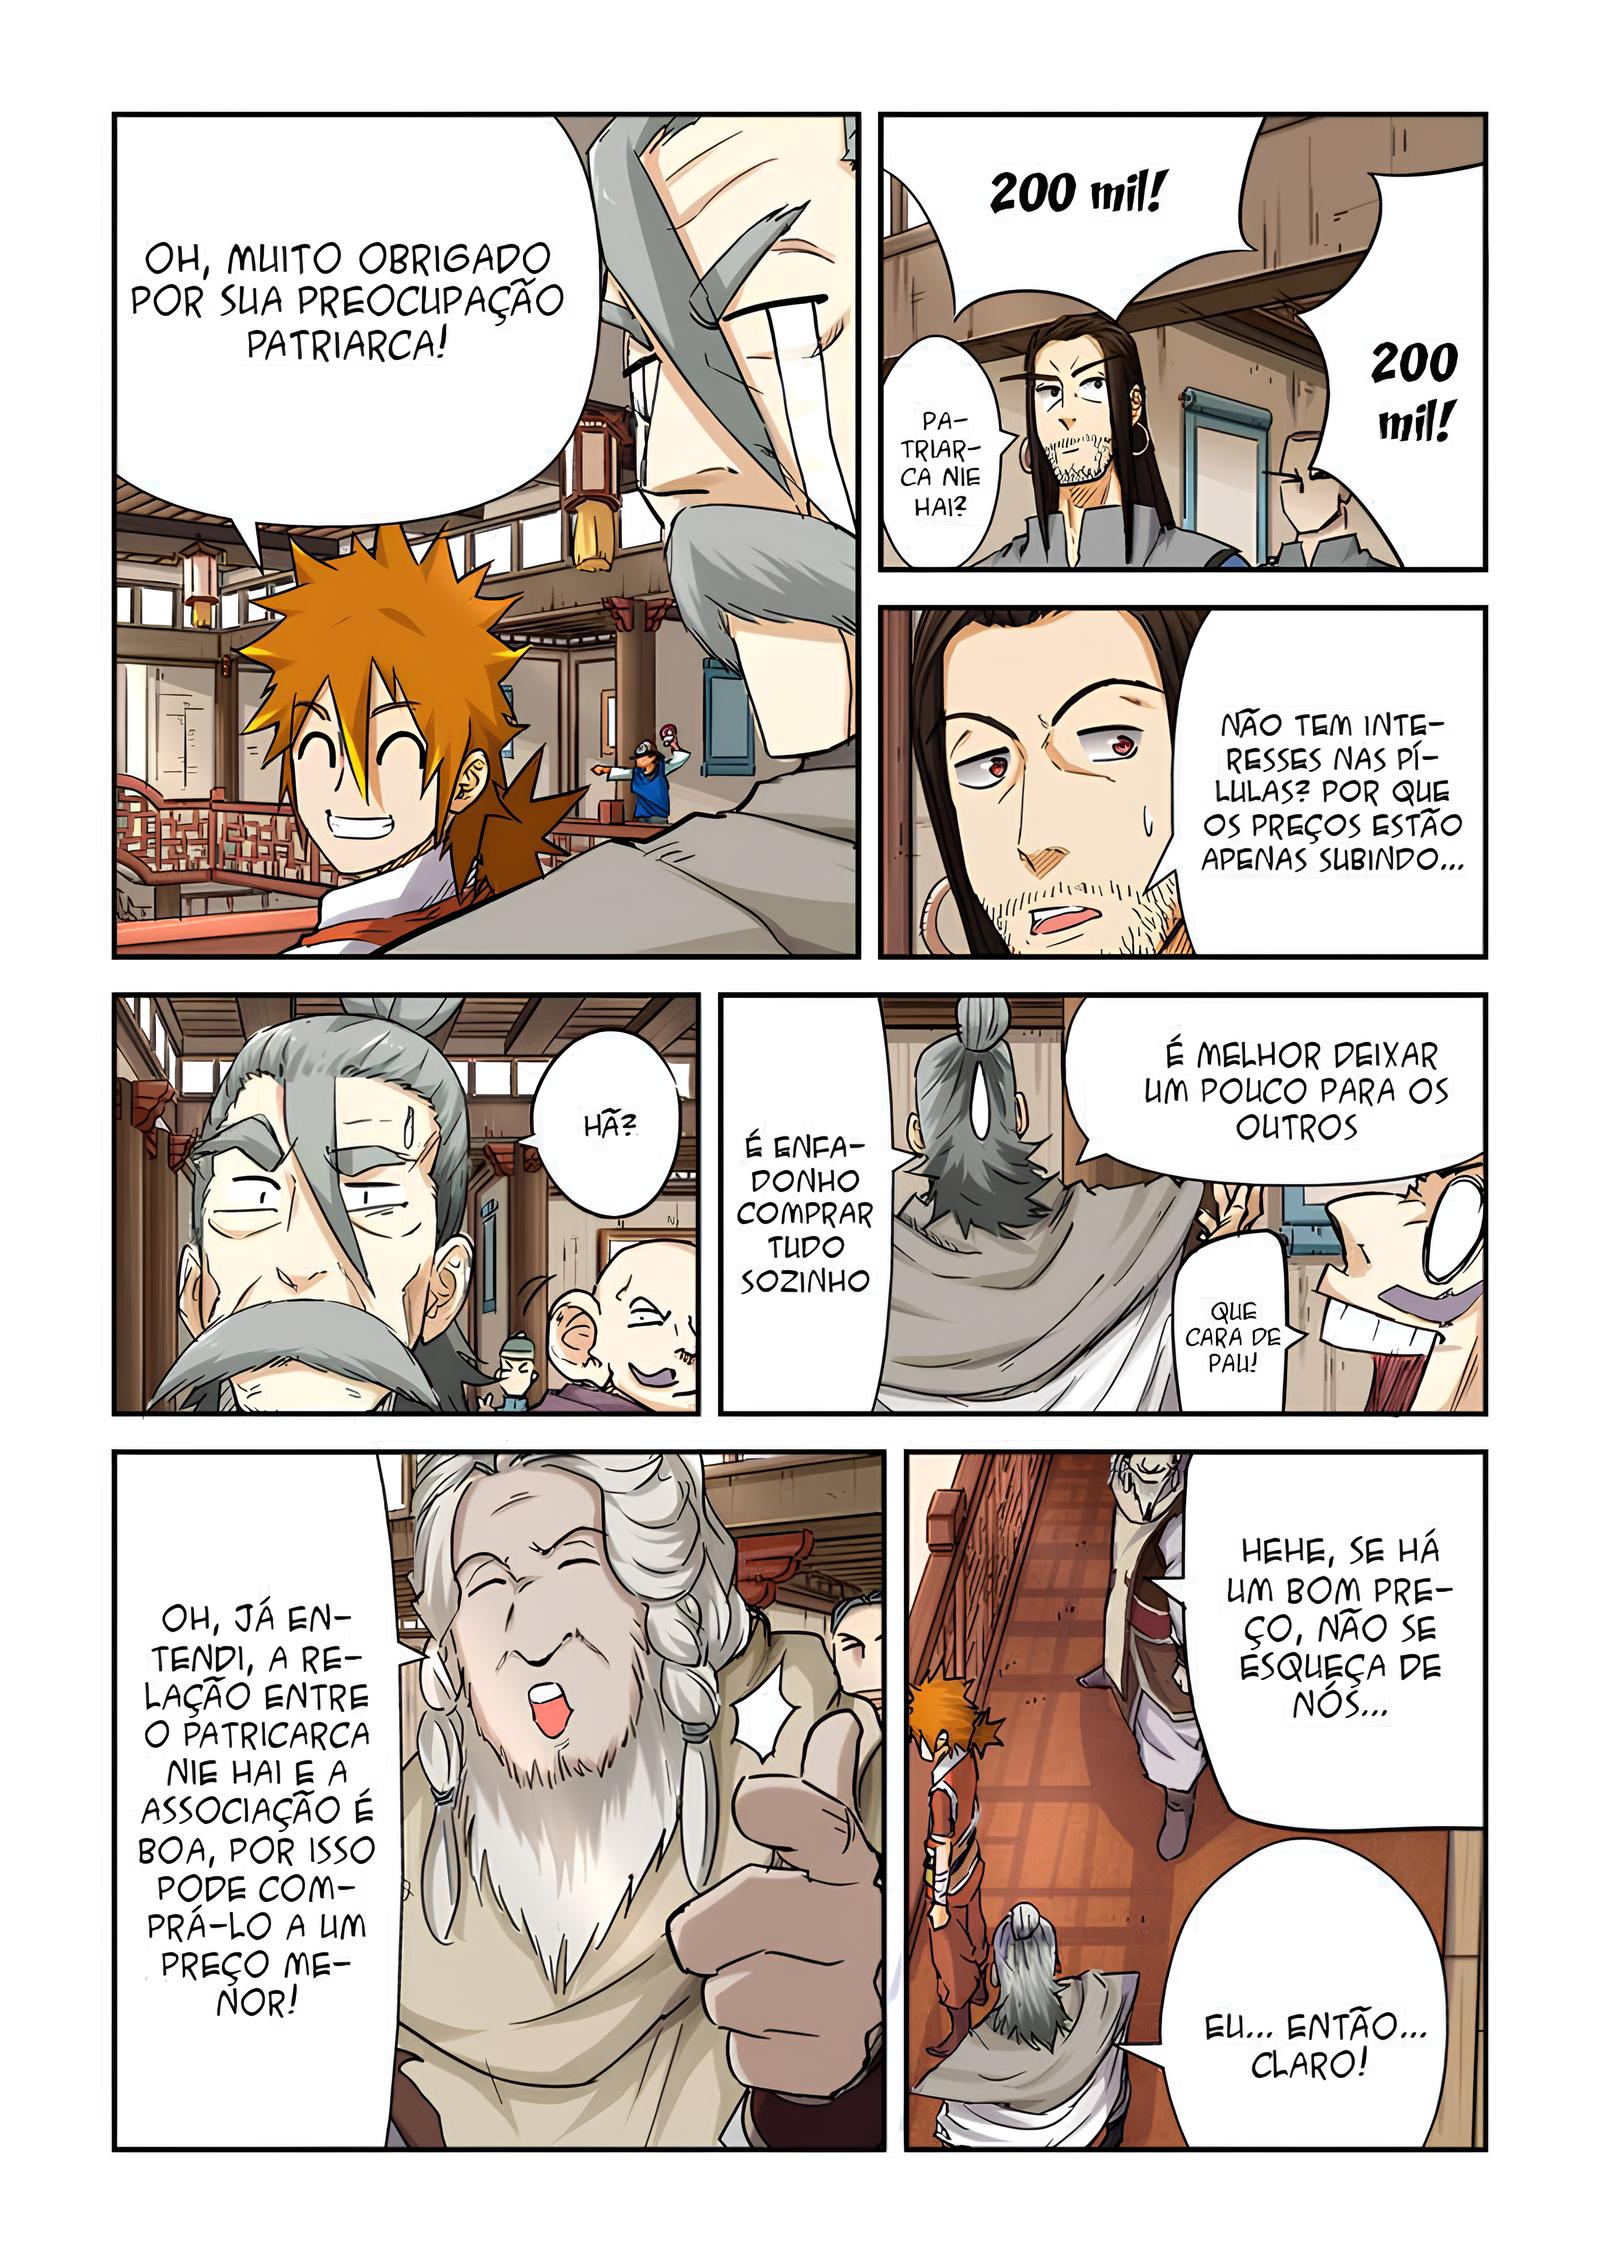 OH, MUITO OBRIGADO
POR SUA PREOCUPAÇÃO
PATRIARCA!
200 mil!
200
mil!
PA-
TRIAR-
CA NIE
HAI?
NÃO TEM INTE-
RESSES NAS PÍ-
LULAS? POR QUE
OS PREÇOS ESTÃO
APENAS SUBINDO...
HÃ?
É MELHOR DEIXAR
UM POUCO PARA OS
OUTROS
É ENFA-
DONHO
COMPRAR
TUDO
SOZINHO
QUE
CARA DE
PAU!
OH, JÁ EN-
TENDI, A RE-
LAÇÃO ENTRE
O PATRICARCA
NIE HAI E A
ASSOCIAÇÃO É
BOA, POR ISSO
PODE COM-
PRÁ-LO A UM
PREÇO ME-
NOR!
HEHE, SE HÁ
UM BOM PRE-
ÇO, NÃO SE
ESQUEÇA DE
NÓS...
EU... ENTÃO...
CLARO!